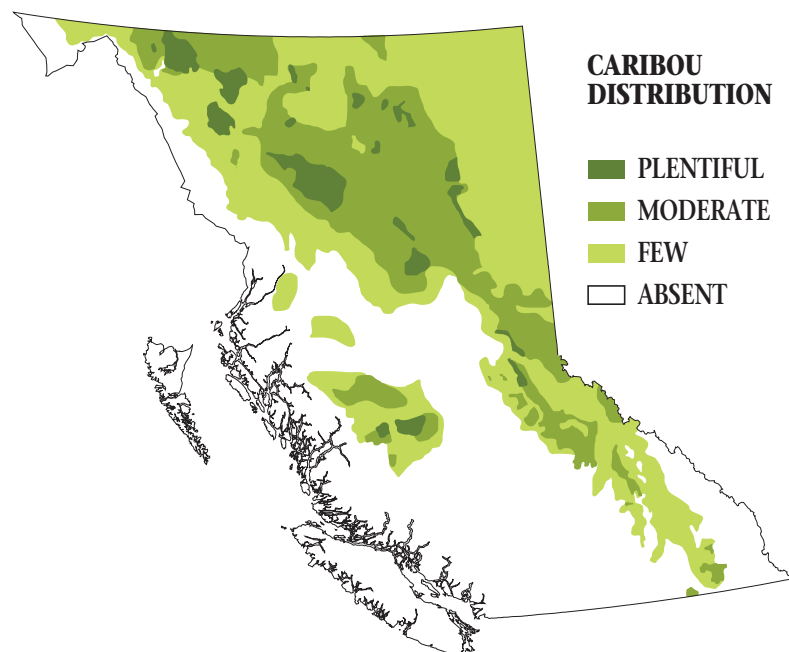 CARIBOU
DISTRIBUTION
PLENTIFUL
MODERATE
FEW
ABSENT